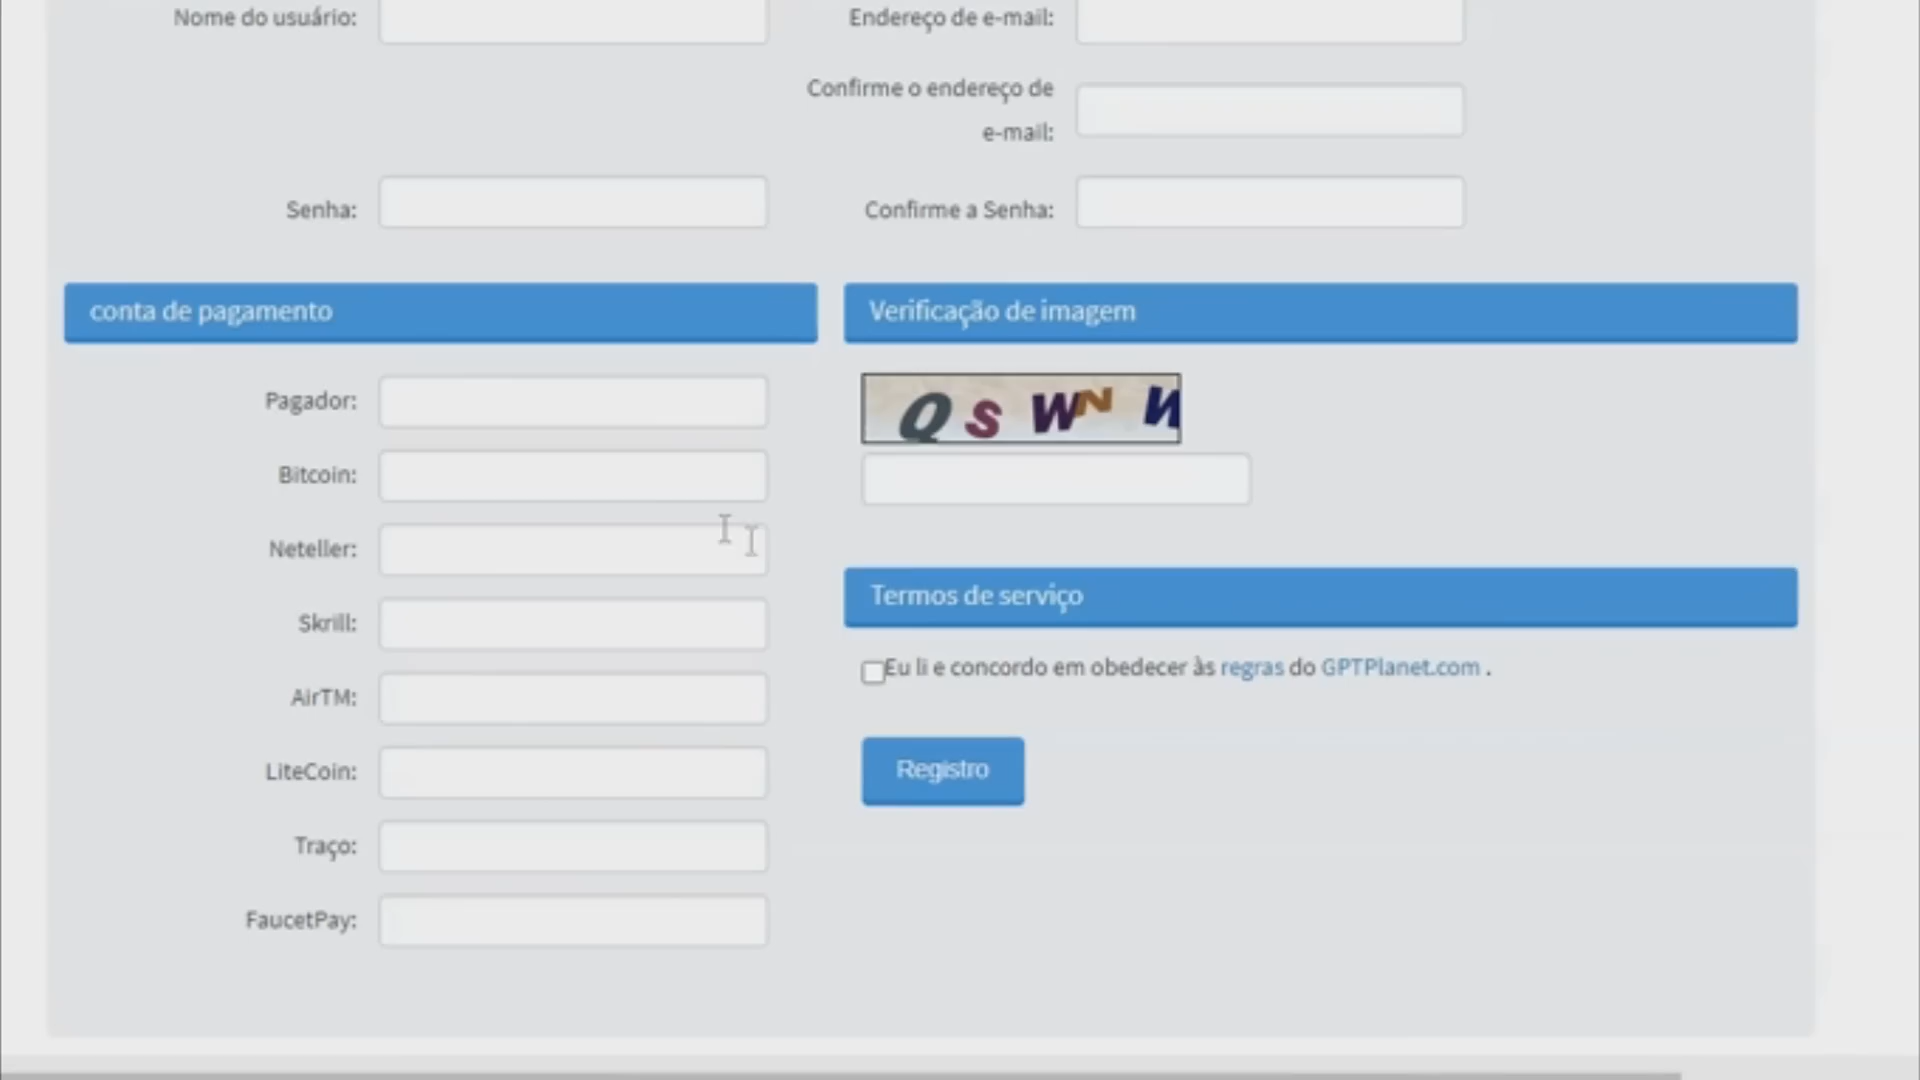 Nome do usuário:
Endereço de e-mail:
Confirme o endereço de
e-mail:
Senha:
Confirme a Senha:
conta de pagamento
Verificação de imagem
Pagador:
Q S W N
Bitcoin:
Neteller:
Termos de serviço
Skrill:
Eu li e concordo em obedecer às regras do GPTPlanet.com .
AirTM:
LiteCoin:
Registro
Traço:
FaucetPay: